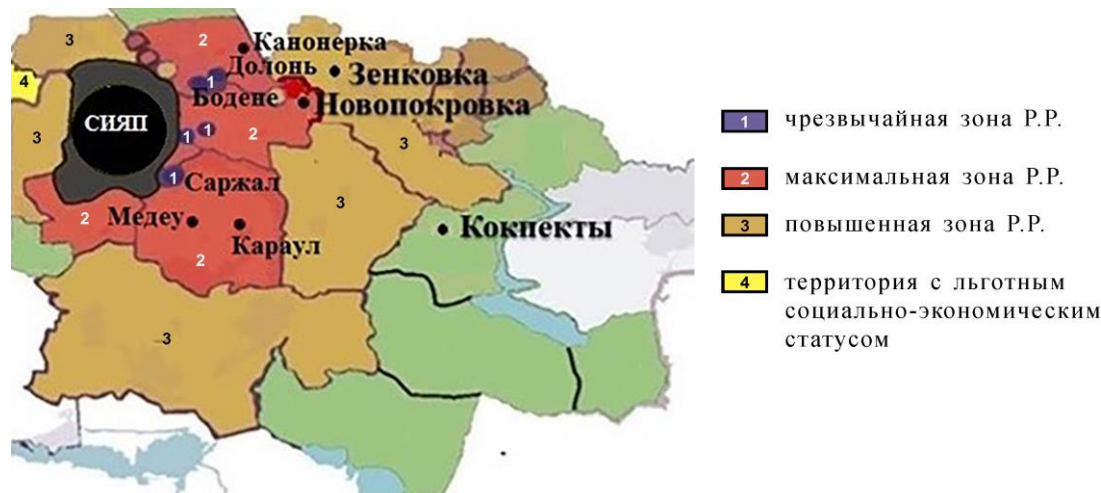 3
2
Канонерка
4
1
Долонь
3
Зенковка
Бодене
Новопокровка
СИЯП
3
1
1
2
3
1
Саржал
3
2
Медеу
Караул
Кокпекты
2
3
1 чрезвычайная зона Р.Р.
2 максимальная зона Р.Р.
3 повышенная зона Р.Р.
4 территория с льготным
социально-экономическим
статусом